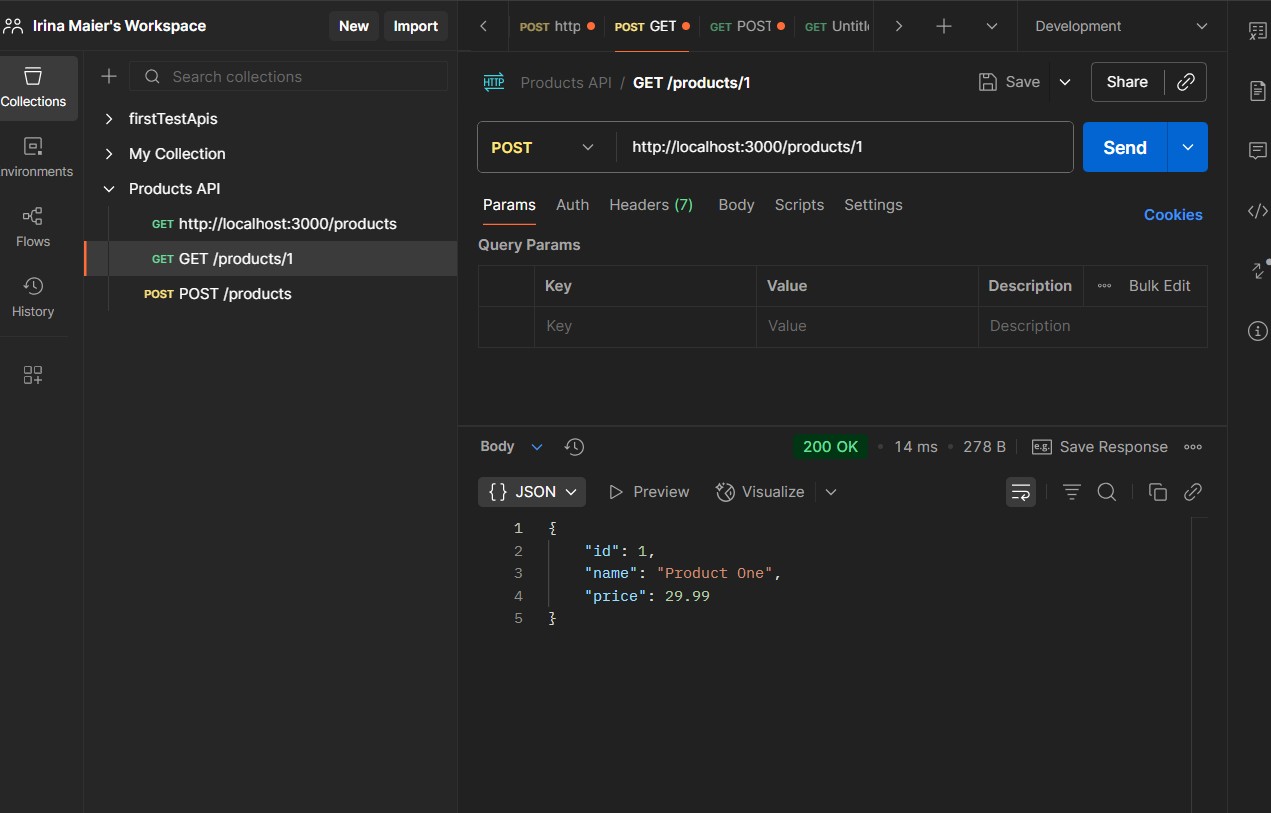 Irina Maier's Workspace
New
Import
POST http
POST GET
GET POST
GET Untitl
Development
Collections
nvironments
Flows
History
Search collections
firstTestApis
My Collection
Products API
GET http://localhost:3000/products
GET GET /products/1
POST POST /products
HTTP Products API / GET /products/1
Save
Share
POST http://localhost:3000/products/1
Send
Params Auth Headers (7) Body Scripts Settings
Cookies
Query Params
Key Value Description Bulk Edit
Key Value Description
Body 200 OK 14 ms 278 B e.g. Save Response
{} JSON Preview Visualize
1 {
2 "id": 1,
3 "name": "Product One",
4 "price": 29.99
5 }